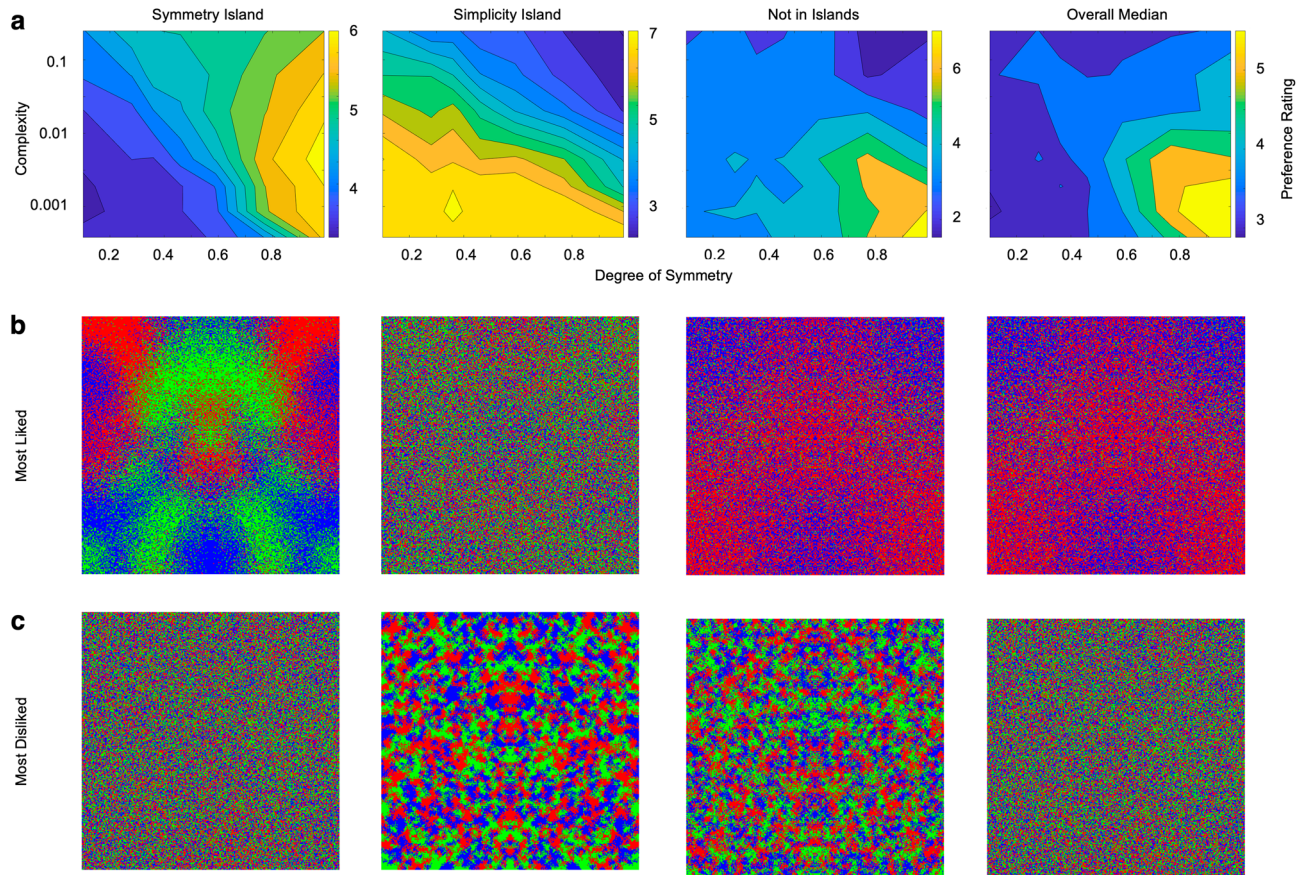 a
Symmetry Island
Simplicity Island
Not in Islands
Overall Median
Complexity
0.1
0.01
0.001
0.2 0.4 0.6 0.8
6
5
4
0.2 0.4 0.6 0.8
7
5
3
0.2 0.4 0.6 0.8
6
4
2
0.2 0.4 0.6 0.8
5
4
3
Preference Rating
Degree of Symmetry
b
Most Liked
c
Most Disliked